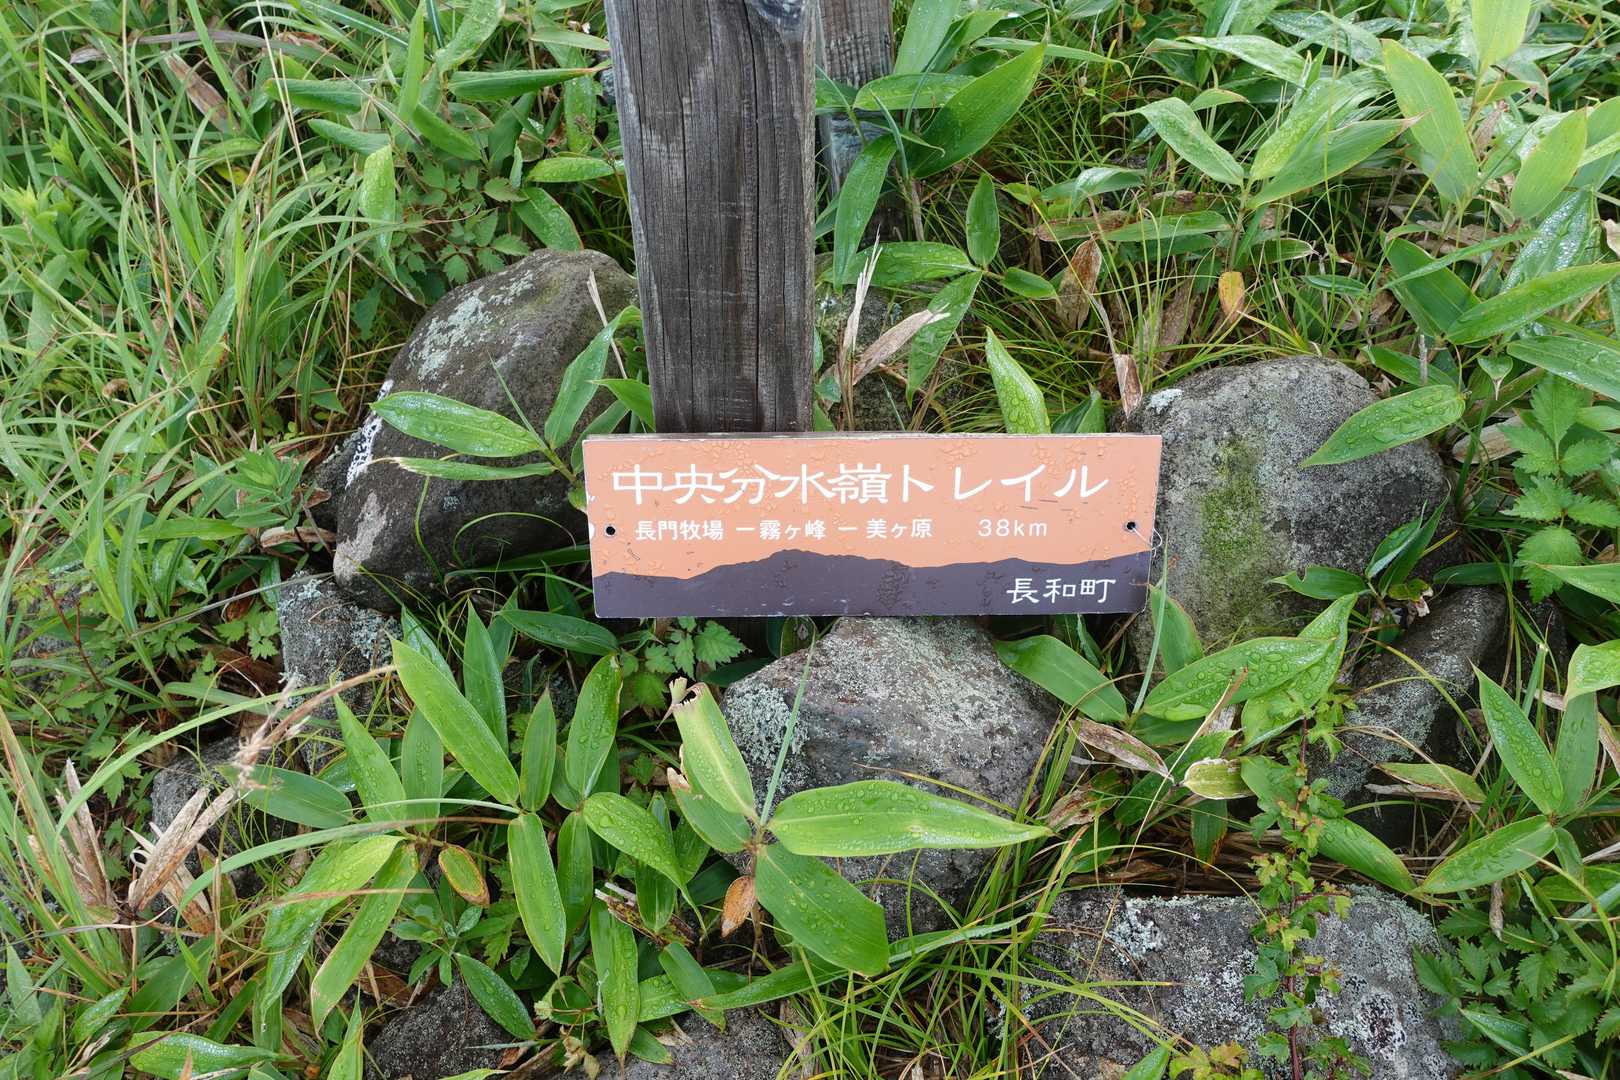 中央分水嶺トレイル
長門牧場 ー霧ヶ峰 ー 美ヶ原 38km
長和町